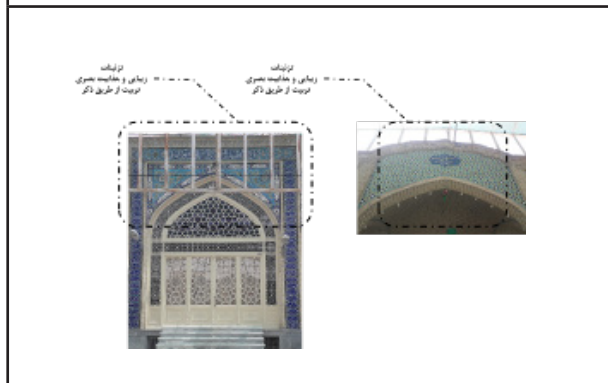 تزئینات
زیبایی و جذابیت بصری
تربیت از طریق ذکر
تزئینات
زیبایی و جذابیت بصری
تربیت از طریق ذکر